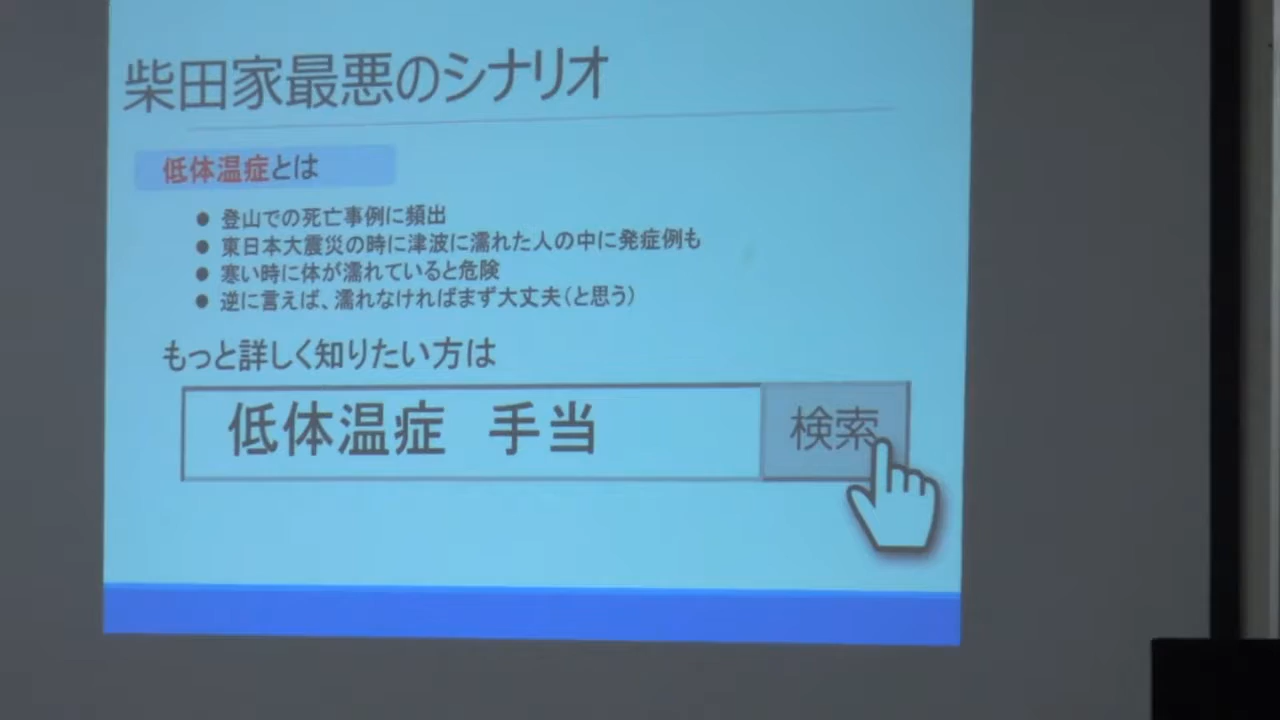 柴田家最悪のシナリオ
低体温症とは
● 登山での死亡事例に頻出
● 東日本大震災の時に津波に濡れた人の中に発症例も
● 寒い時に体が濡れていると危険
● 逆に言えば、濡れなければまず大丈夫(と思う)
もっと詳しく知りたい方は
低体温症 手当 検索